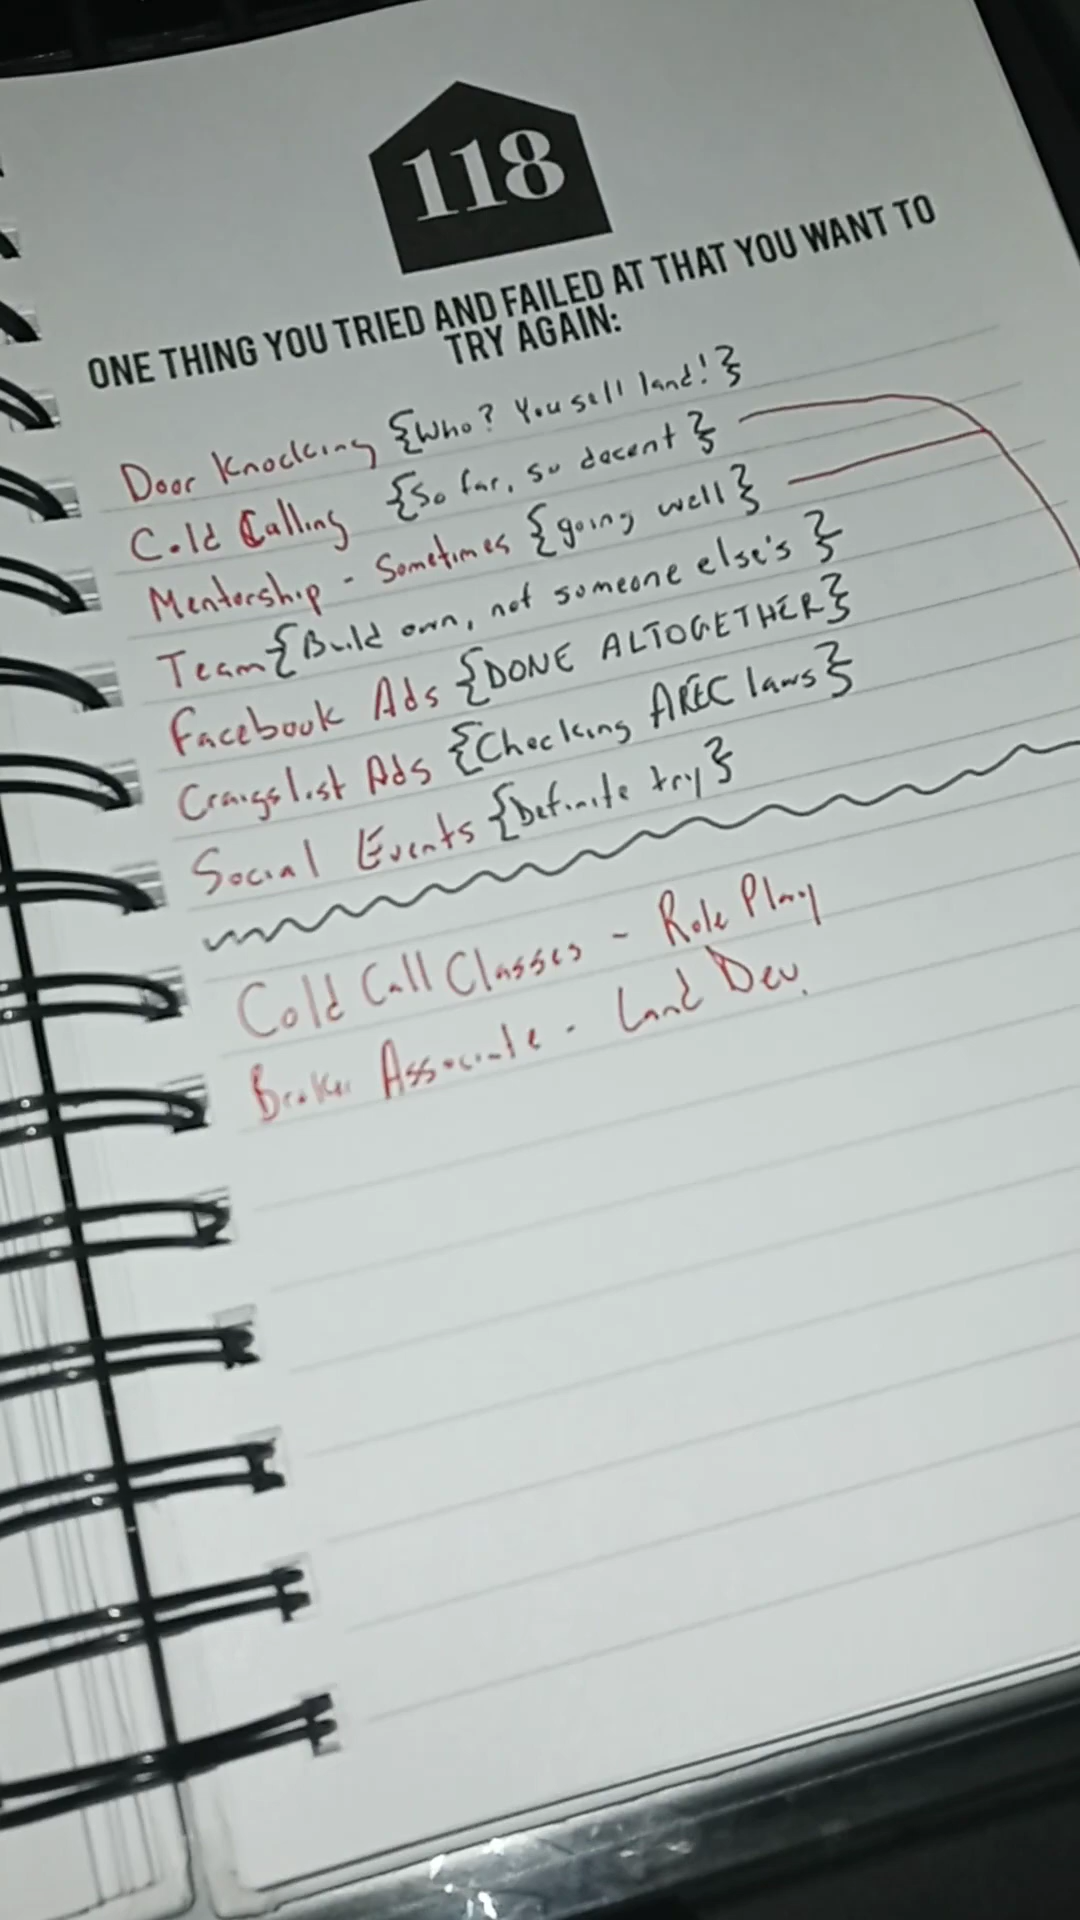 118
ONE THING YOU TRIED AND FAILED AT THAT YOU WANT TO
TRY AGAIN:
Door Knocking {Who? You sell land!}
Cold Calling {So far, so decent}
Mentorship - Sometimes {going well}
Team {Build own, not someone else's}
Facebook Ads {DONE ALTOGETHER}
Craigslist Ads {Checking AREC laws}
Social Events {Definite try}
Cold Call Classes - Role Play
Broker Associate - Land Dev.